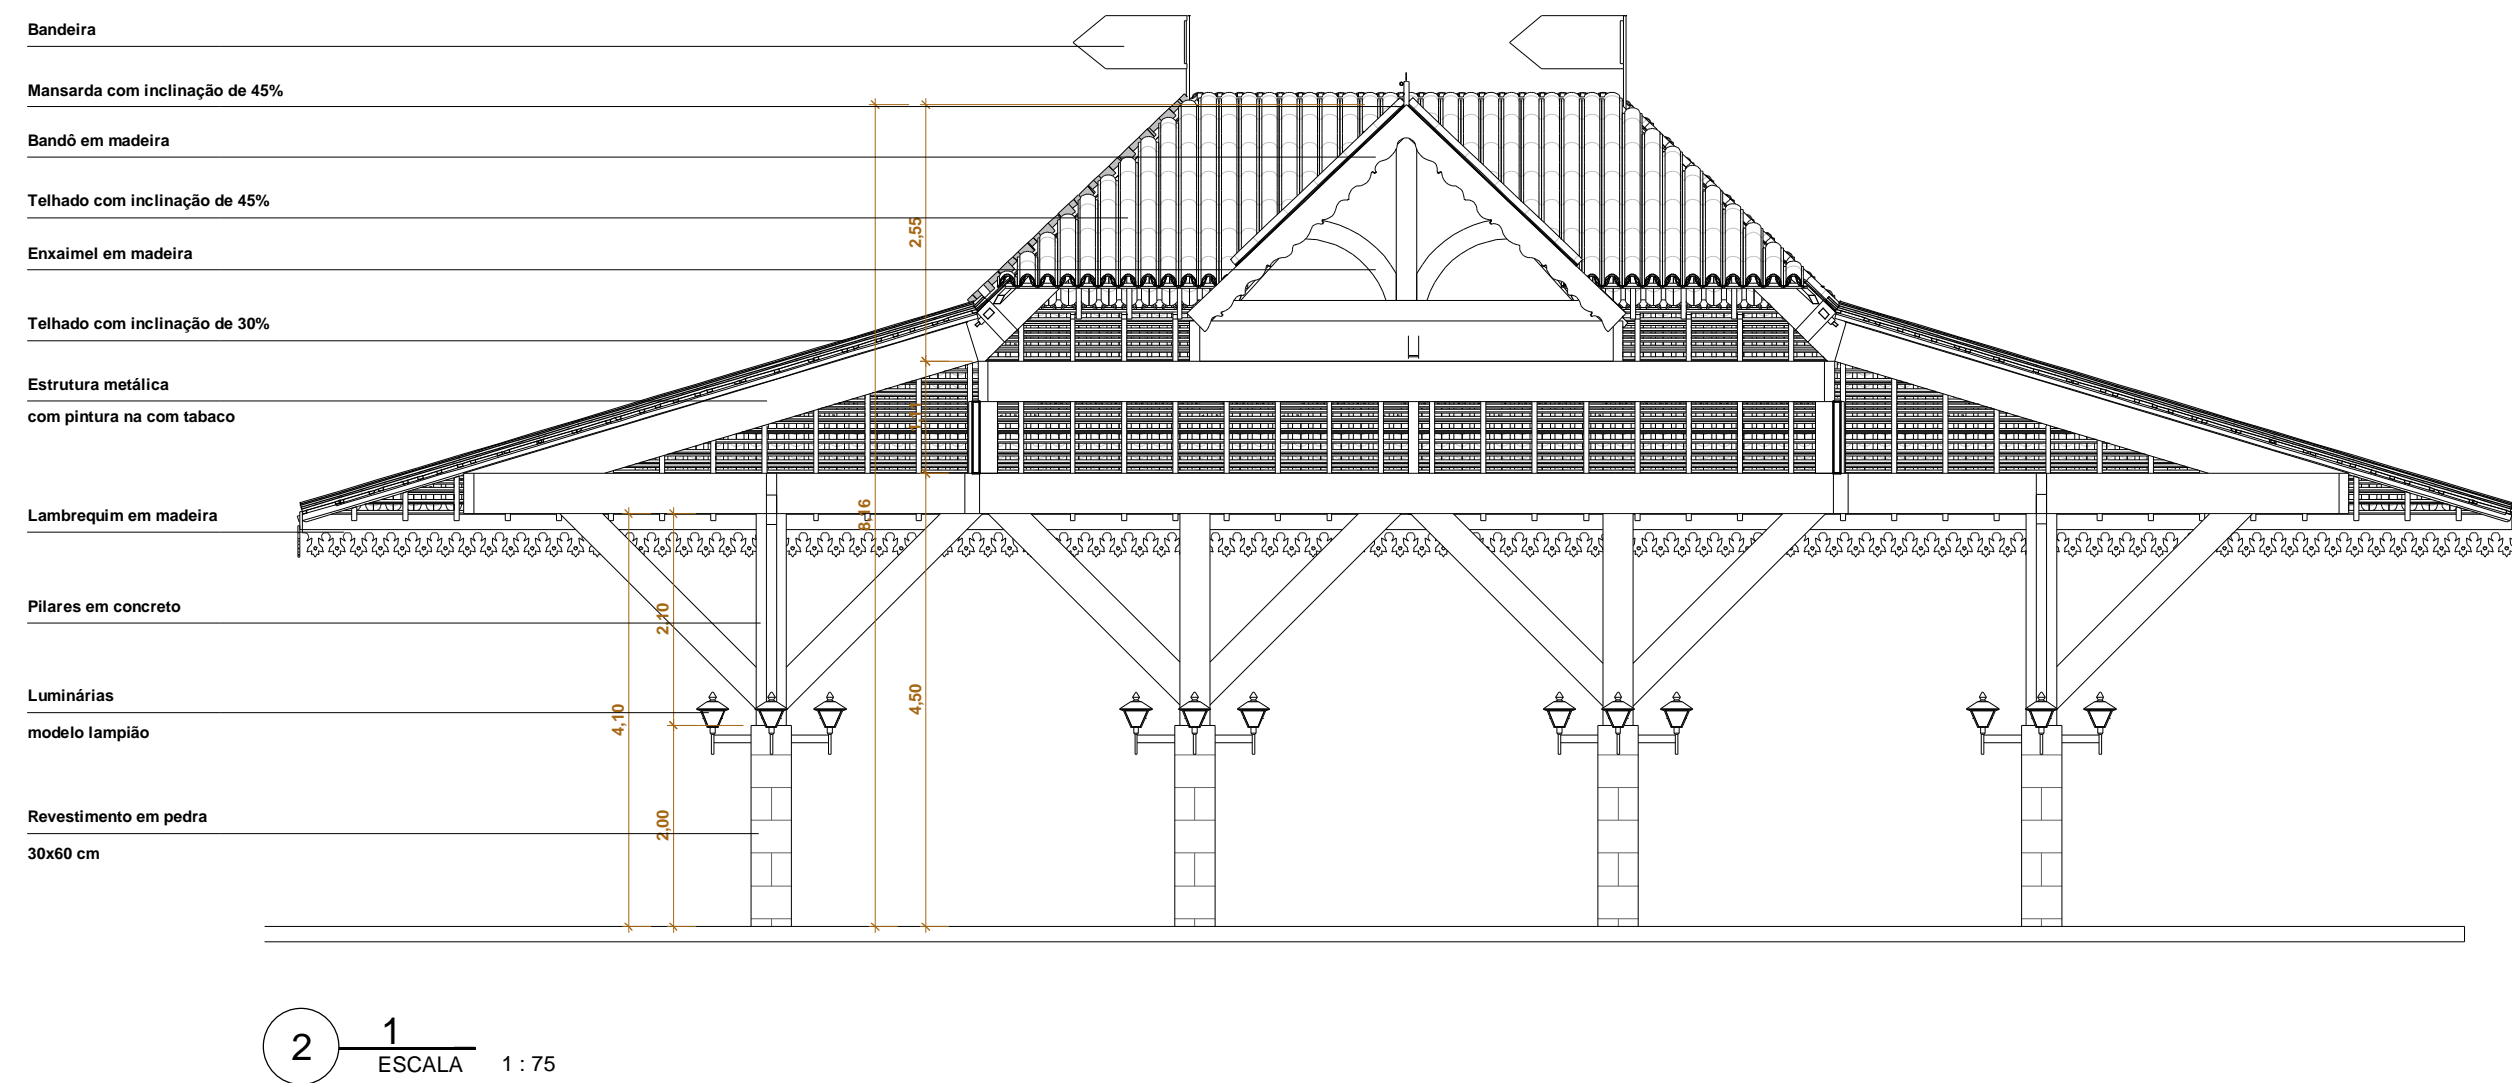 Bandeira
Mansarda com inclinação de 45%
Bandô em madeira
Telhado com inclinação de 45%
Enxaimel em madeira
Telhado com inclinação de 30%
Estrutura metálica
com pintura na com tabaco
Lambrequim em madeira
Pilares em concreto
Luminárias
modelo lampião
Revestimento em pedra
30x60 cm
2,55
8,16
2,10
4,10
4,50
2,00
2
1
ESCALA 1 : 75